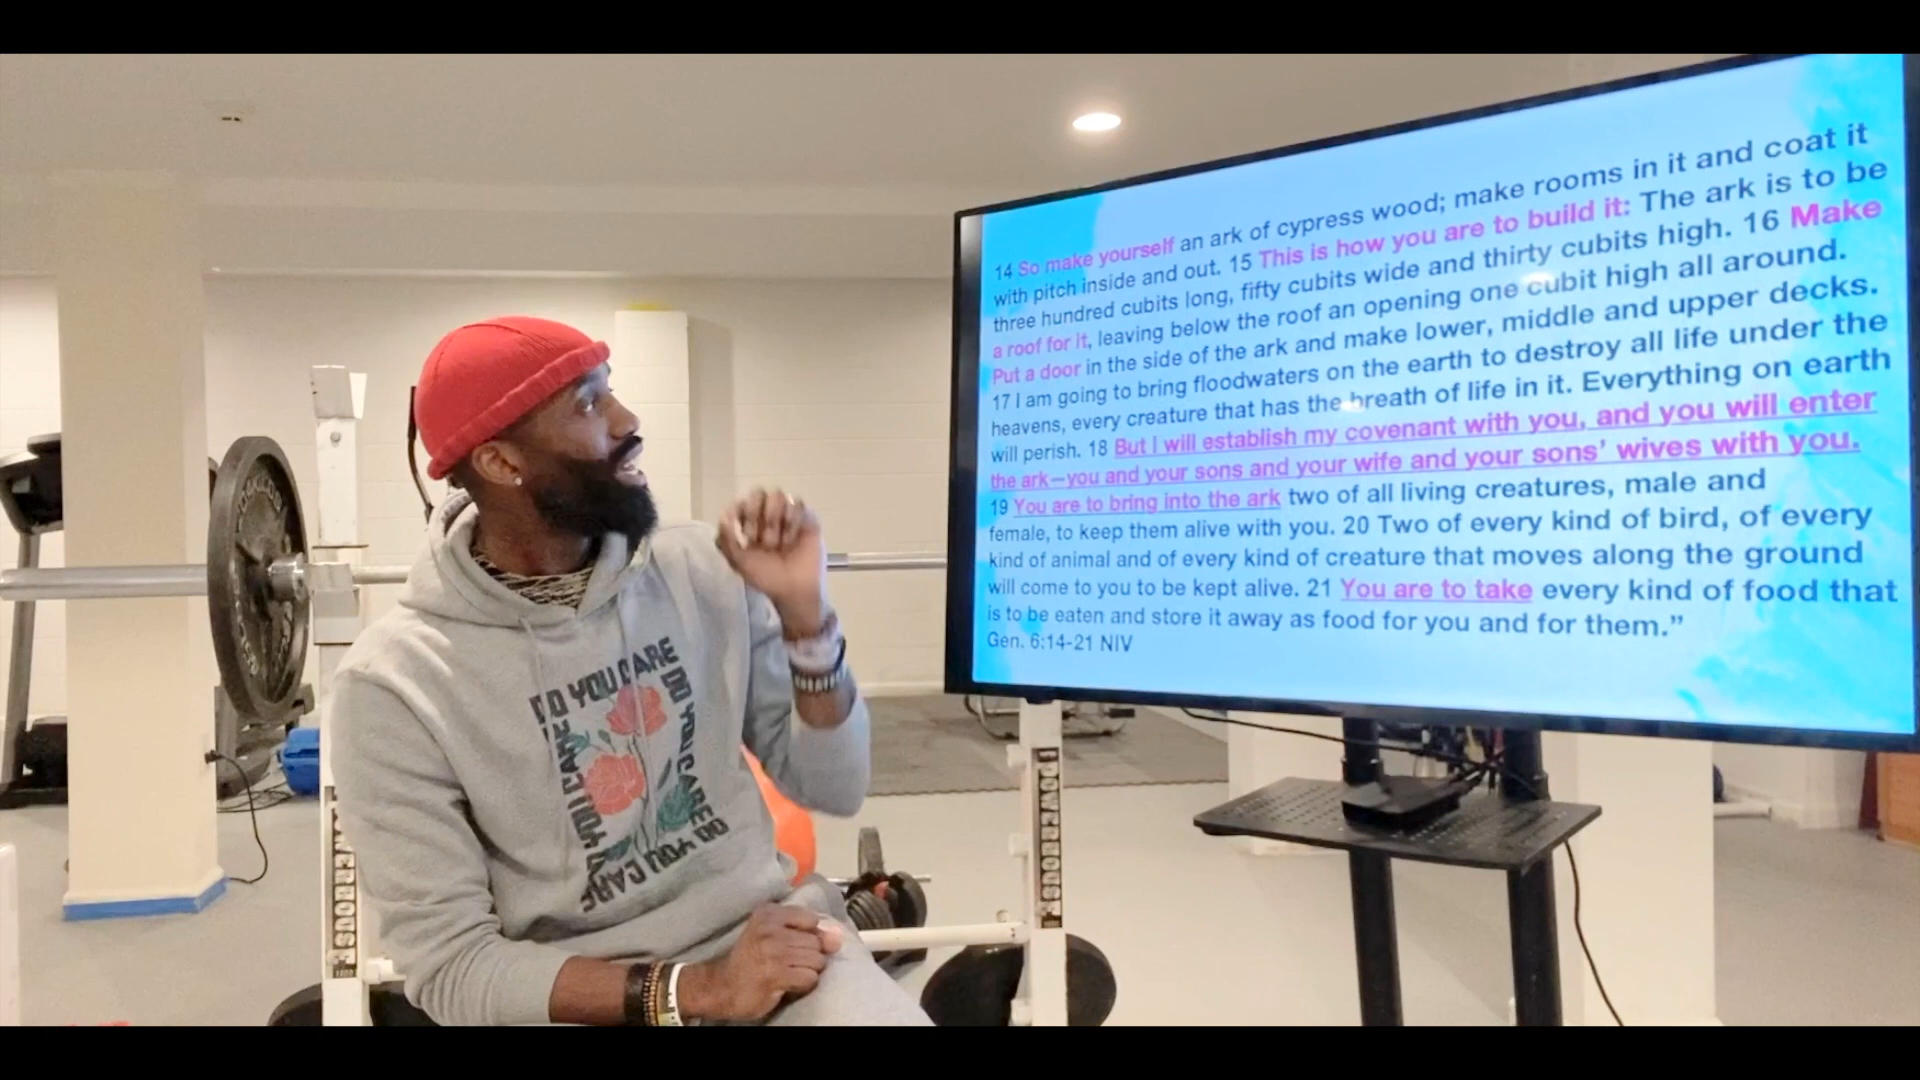 14 So make yourself an ark of cypress wood; make rooms in it and coat it
with pitch inside and out. 15 This is how you are to build it: The ark is to be
three hundred cubits long, fifty cubits wide and thirty cubits high. 16 Make
a roof for it, leaving below the roof an opening one cubit high all around.
Put a door in the side of the ark and make lower, middle and upper decks.
17 I am going to bring floodwaters on the earth to destroy all life under the
heavens, every creature that has the breath of life in it. Everything on earth
will perish. 18 But I will establish my covenant with you, and you will enter
the ark—you and your sons and your wife and your sons’ wives with you.
19 You are to bring into the ark two of all living creatures, male and
female, to keep them alive with you. 20 Two of every kind of bird, of every
kind of animal and of every kind of creature that moves along the ground
will come to you to be kept alive. 21 You are to take every kind of food that
is to be eaten and store it away as food for you and for them.”
Gen. 6:14-21 NIV
DO YOU CARE
DO YOU CARE
DO YOU CARE
DO YOU CARE
POWERHOUSE
POWERHOUSE